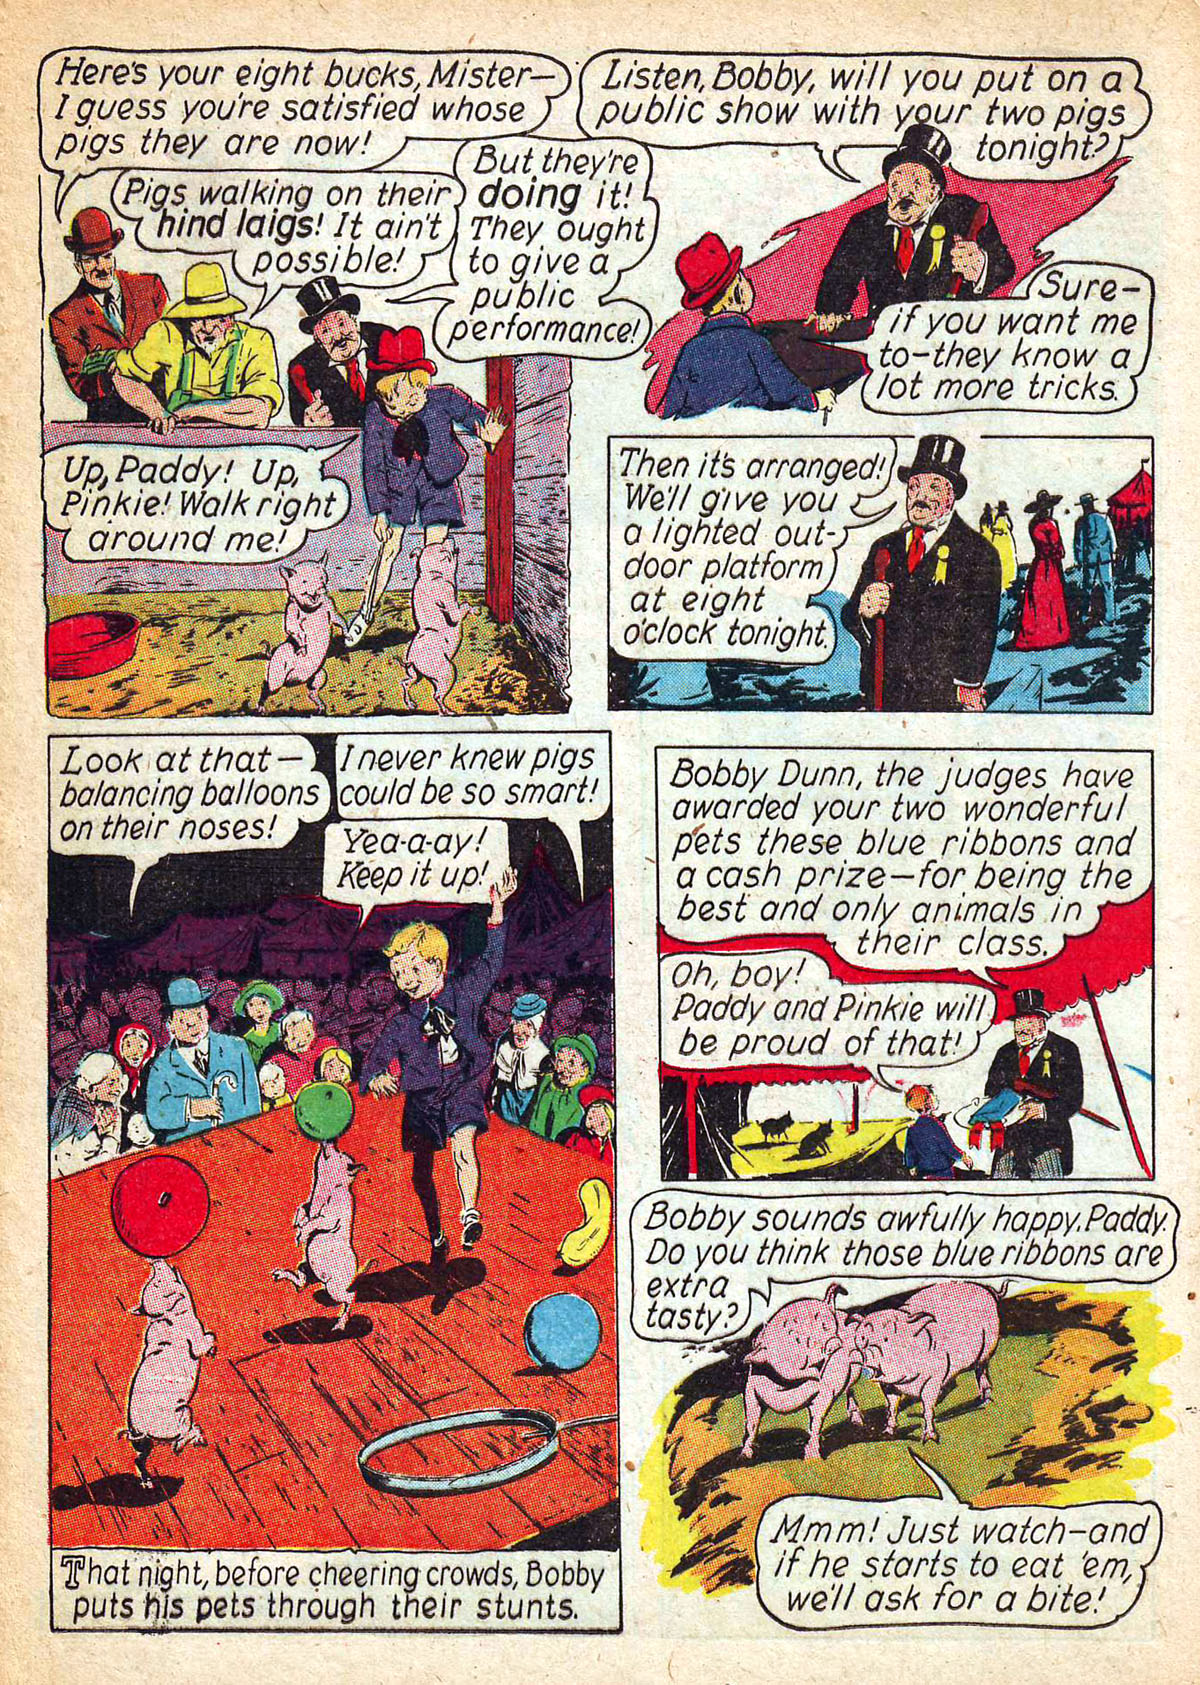 Here's your eight bucks, Mister—
I guess you're satisfied whose
pigs they are now!
Pigs walking on their
hind laigs! It ain't
possible!
But they're
doing it!
They ought
to give a
public
performance!
Up, Paddy! Up,
Pinkie! Walk right
around me!
Listen, Bobby, will you put on a
public show with your two pigs
tonight?
Sure—
if you want me
to—they know a
lot more tricks.
Then it's arranged!
We'll give you
a lighted out-
door platform
at eight
o'clock tonight.
Look at that—
balancing balloons
on their noses!
I never knew pigs
could be so smart!
Yea-a-ay!
Keep it up!
That night, before cheering crowds, Bobby
puts his pets through their stunts.
Bobby Dunn, the judges have
awarded your two wonderful
pets these blue ribbons and
a cash prize—for being the
best and only animals in
their class.
Oh, boy!
Paddy and Pinkie will
be proud of that!
Bobby sounds awfully happy, Paddy.
Do you think those blue ribbons are
extra
tasty?
Mmm! Just watch—and
if he starts to eat 'em,
we'll ask for a bite!